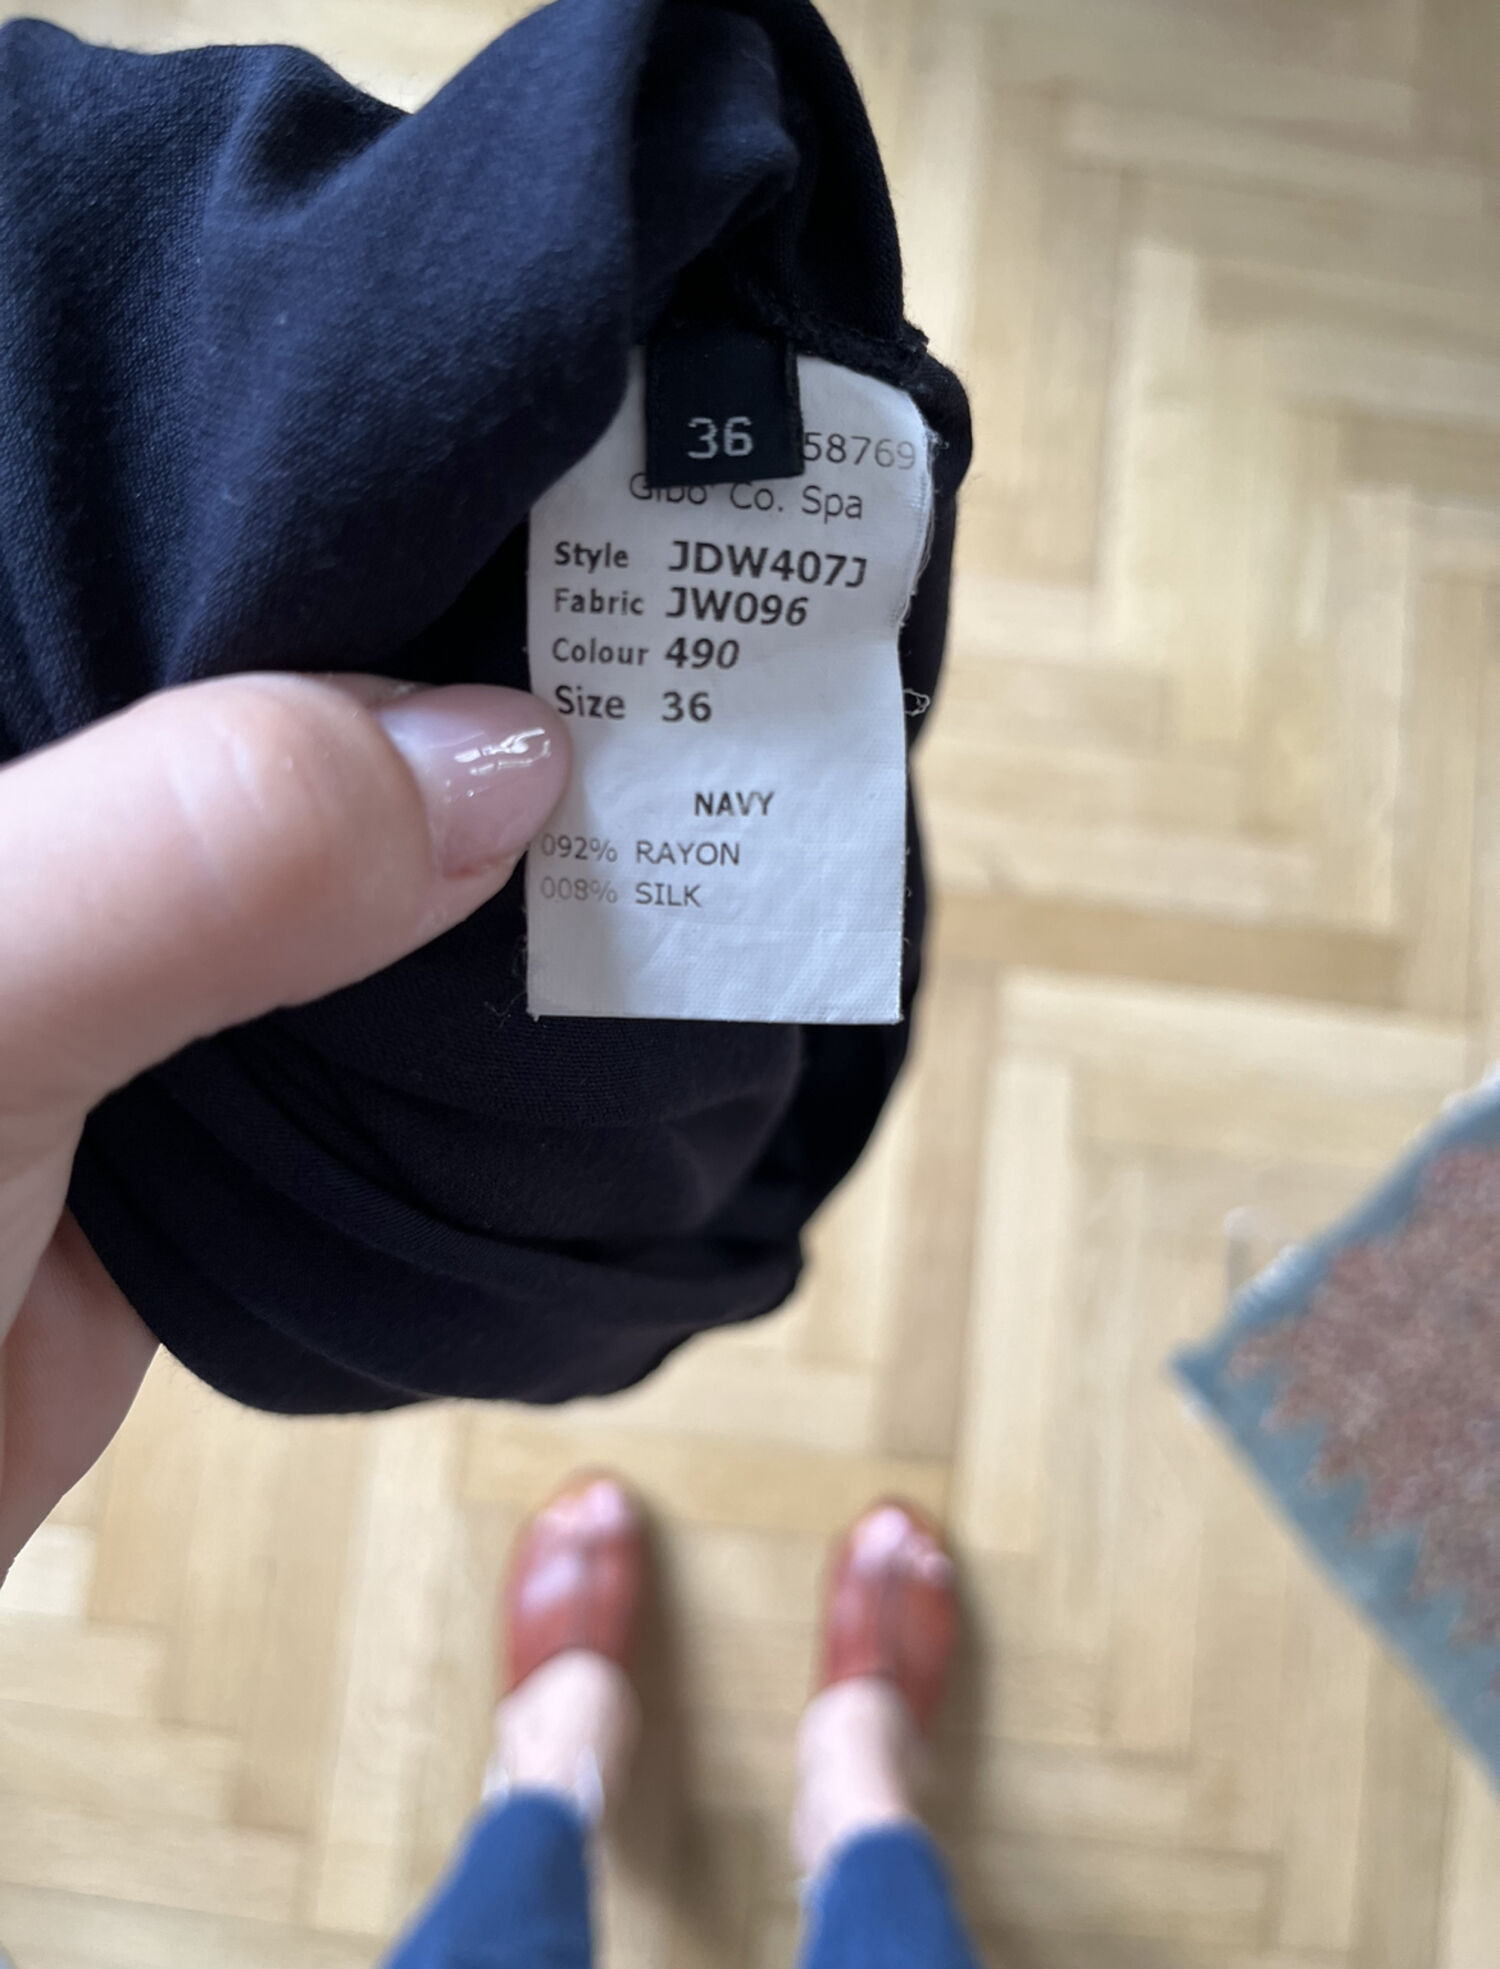 36
58769
Gibo' Co. Spa
Style JDW407J
Fabric JW096
Colour 490
Size 36
NAVY
092% RAYON
008% SILK